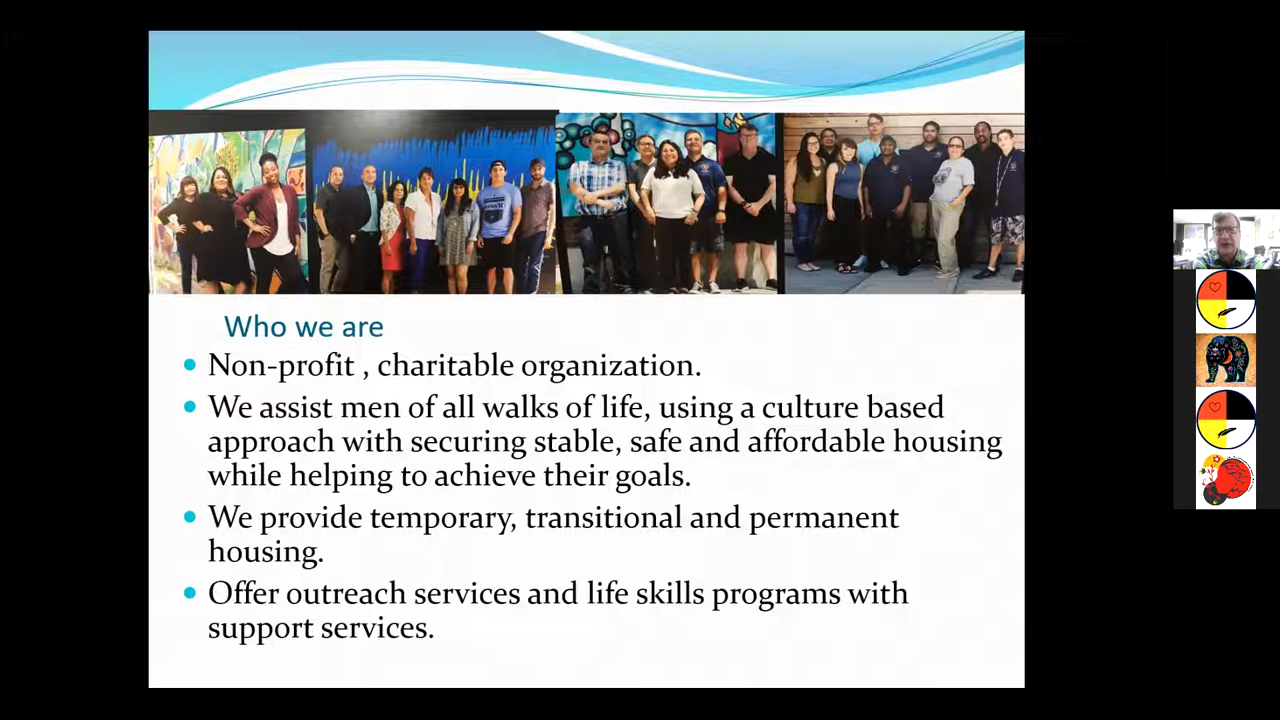 Who we are
Non-profit , charitable organization.
We assist men of all walks of life, using a culture based
approach with securing stable, safe and affordable housing
while helping to achieve their goals.
We provide temporary, transitional and permanent
housing.
Offer outreach services and life skills programs with
support services.